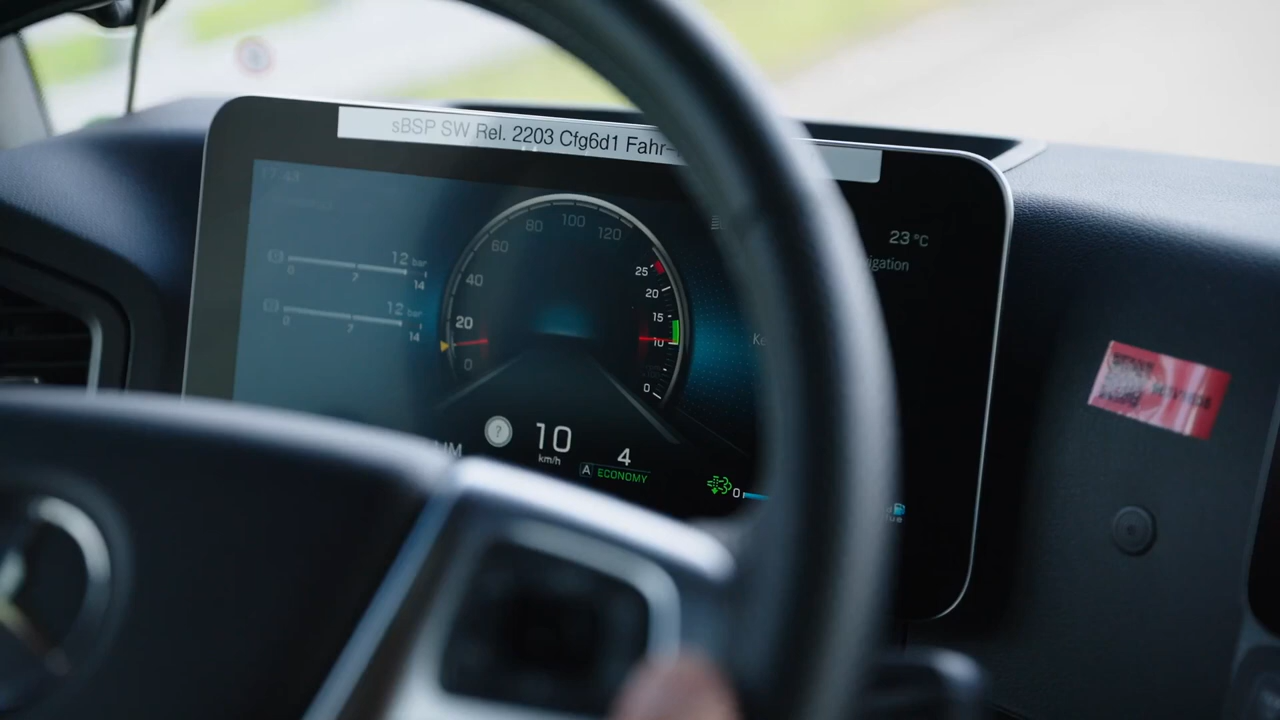 sBSP SW Rel. 2203 Cfg6d1 Fahr-
23 °C
igation
12 bar
0 7 14
12 bar
0 7 14
0
20
40
60
80
100
120
25
20
15
10
0
Ke
?
10
km/h
4
A ECONOMY
0